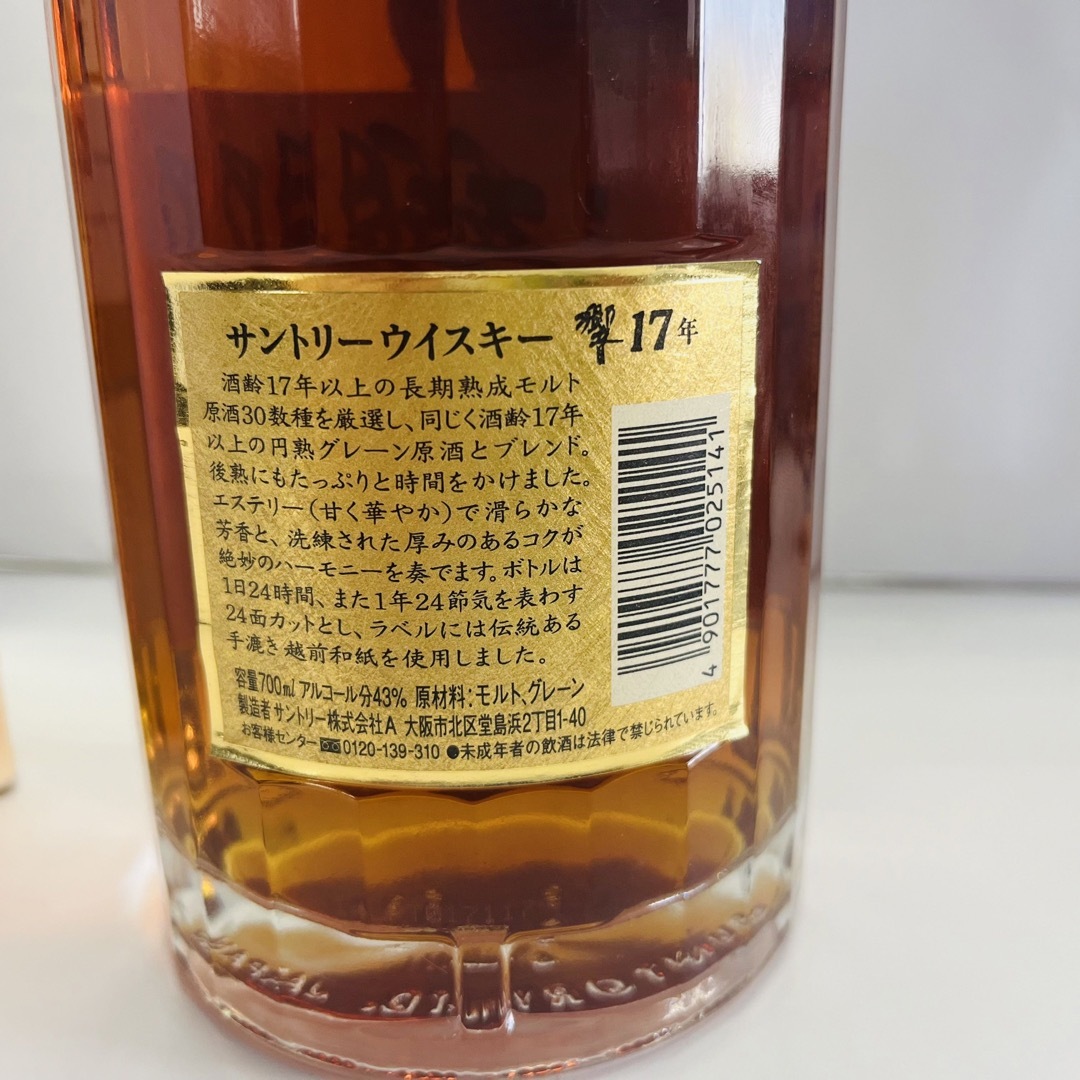 サントリーウイスキー 響17年
酒齢17年以上の長期熟成モルト
原酒30数種を厳選し、同じく酒齢17年
以上の円熟グレーン原酒とブレンド。
後熟にもたっぷりと時間をかけました。
エステリー(甘く華やか)で滑らかな
芳香と、洗練された厚みのあるコクが
絶妙のハーモニーを奏でます。ボトルは
1日24時間、また1年24節気を表わす
24面カットとし、ラベルには伝統ある
手漉き越前和紙を使用しました。
容量700ml アルコール分43% 原材料:モルト、グレーン
製造者サントリー株式会社A 大阪市北区堂島浜2丁目1-40
お客様センター 0120-139-310 ●未成年者の飲酒は法律で禁じられています。
4 901777 025141